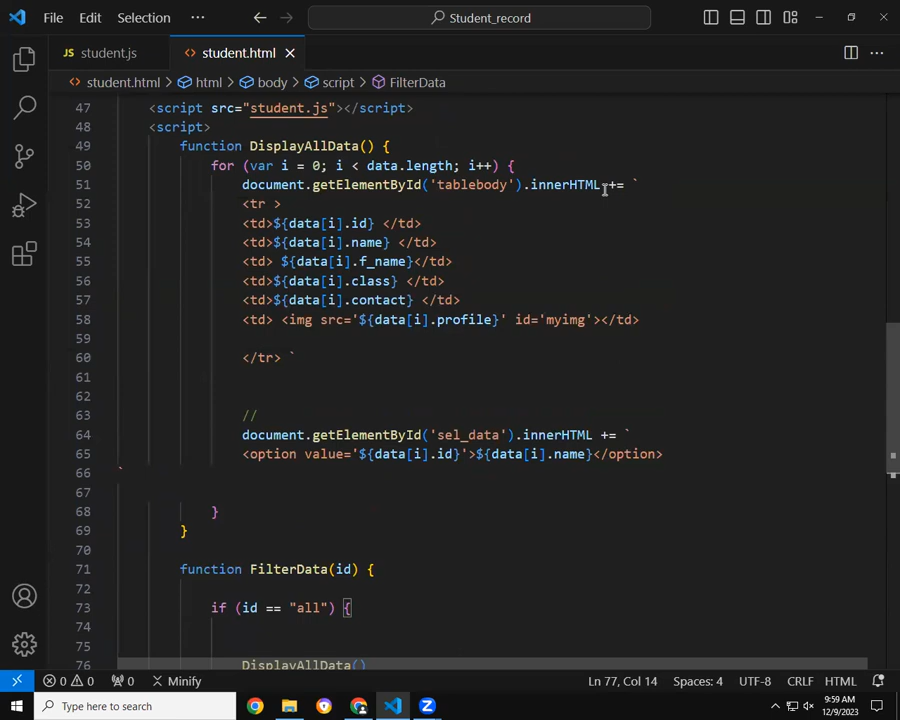 File Edit Selection ··· Student_record
JS student.js <> student.html
student.html > html > body > script > FilterData
47 <script src="student.js"></script>
48 <script>
49 function DisplayAllData() {
50 for (var i = 0; i < data.length; i++) {
51 document.getElementById('tablebody').innerHTML += `
52 <tr >
53 <td>${data[i].id} </td>
54 <td>${data[i].name} </td>
55 <td> ${data[i].f_name}</td>
56 <td>${data[i].class} </td>
57 <td>${data[i].contact} </td>
58 <td> <img src='${data[i].profile}' id='myimg'></td>
59
60 </tr> `
61
62
63 //
64 document.getElementById('sel_data').innerHTML += `
65 <option value='${data[i].id}'>${data[i].name}</option>
66 `
67
68 }
69 }
70
71 function FilterData(id) {
72
73 if (id == "all") {
74
75
76 DisplayAllData()
0 0 0 Minify Ln 77, Col 14 Spaces: 4 UTF-8 CRLF HTML
Type here to search 9:59 AM
12/9/2023